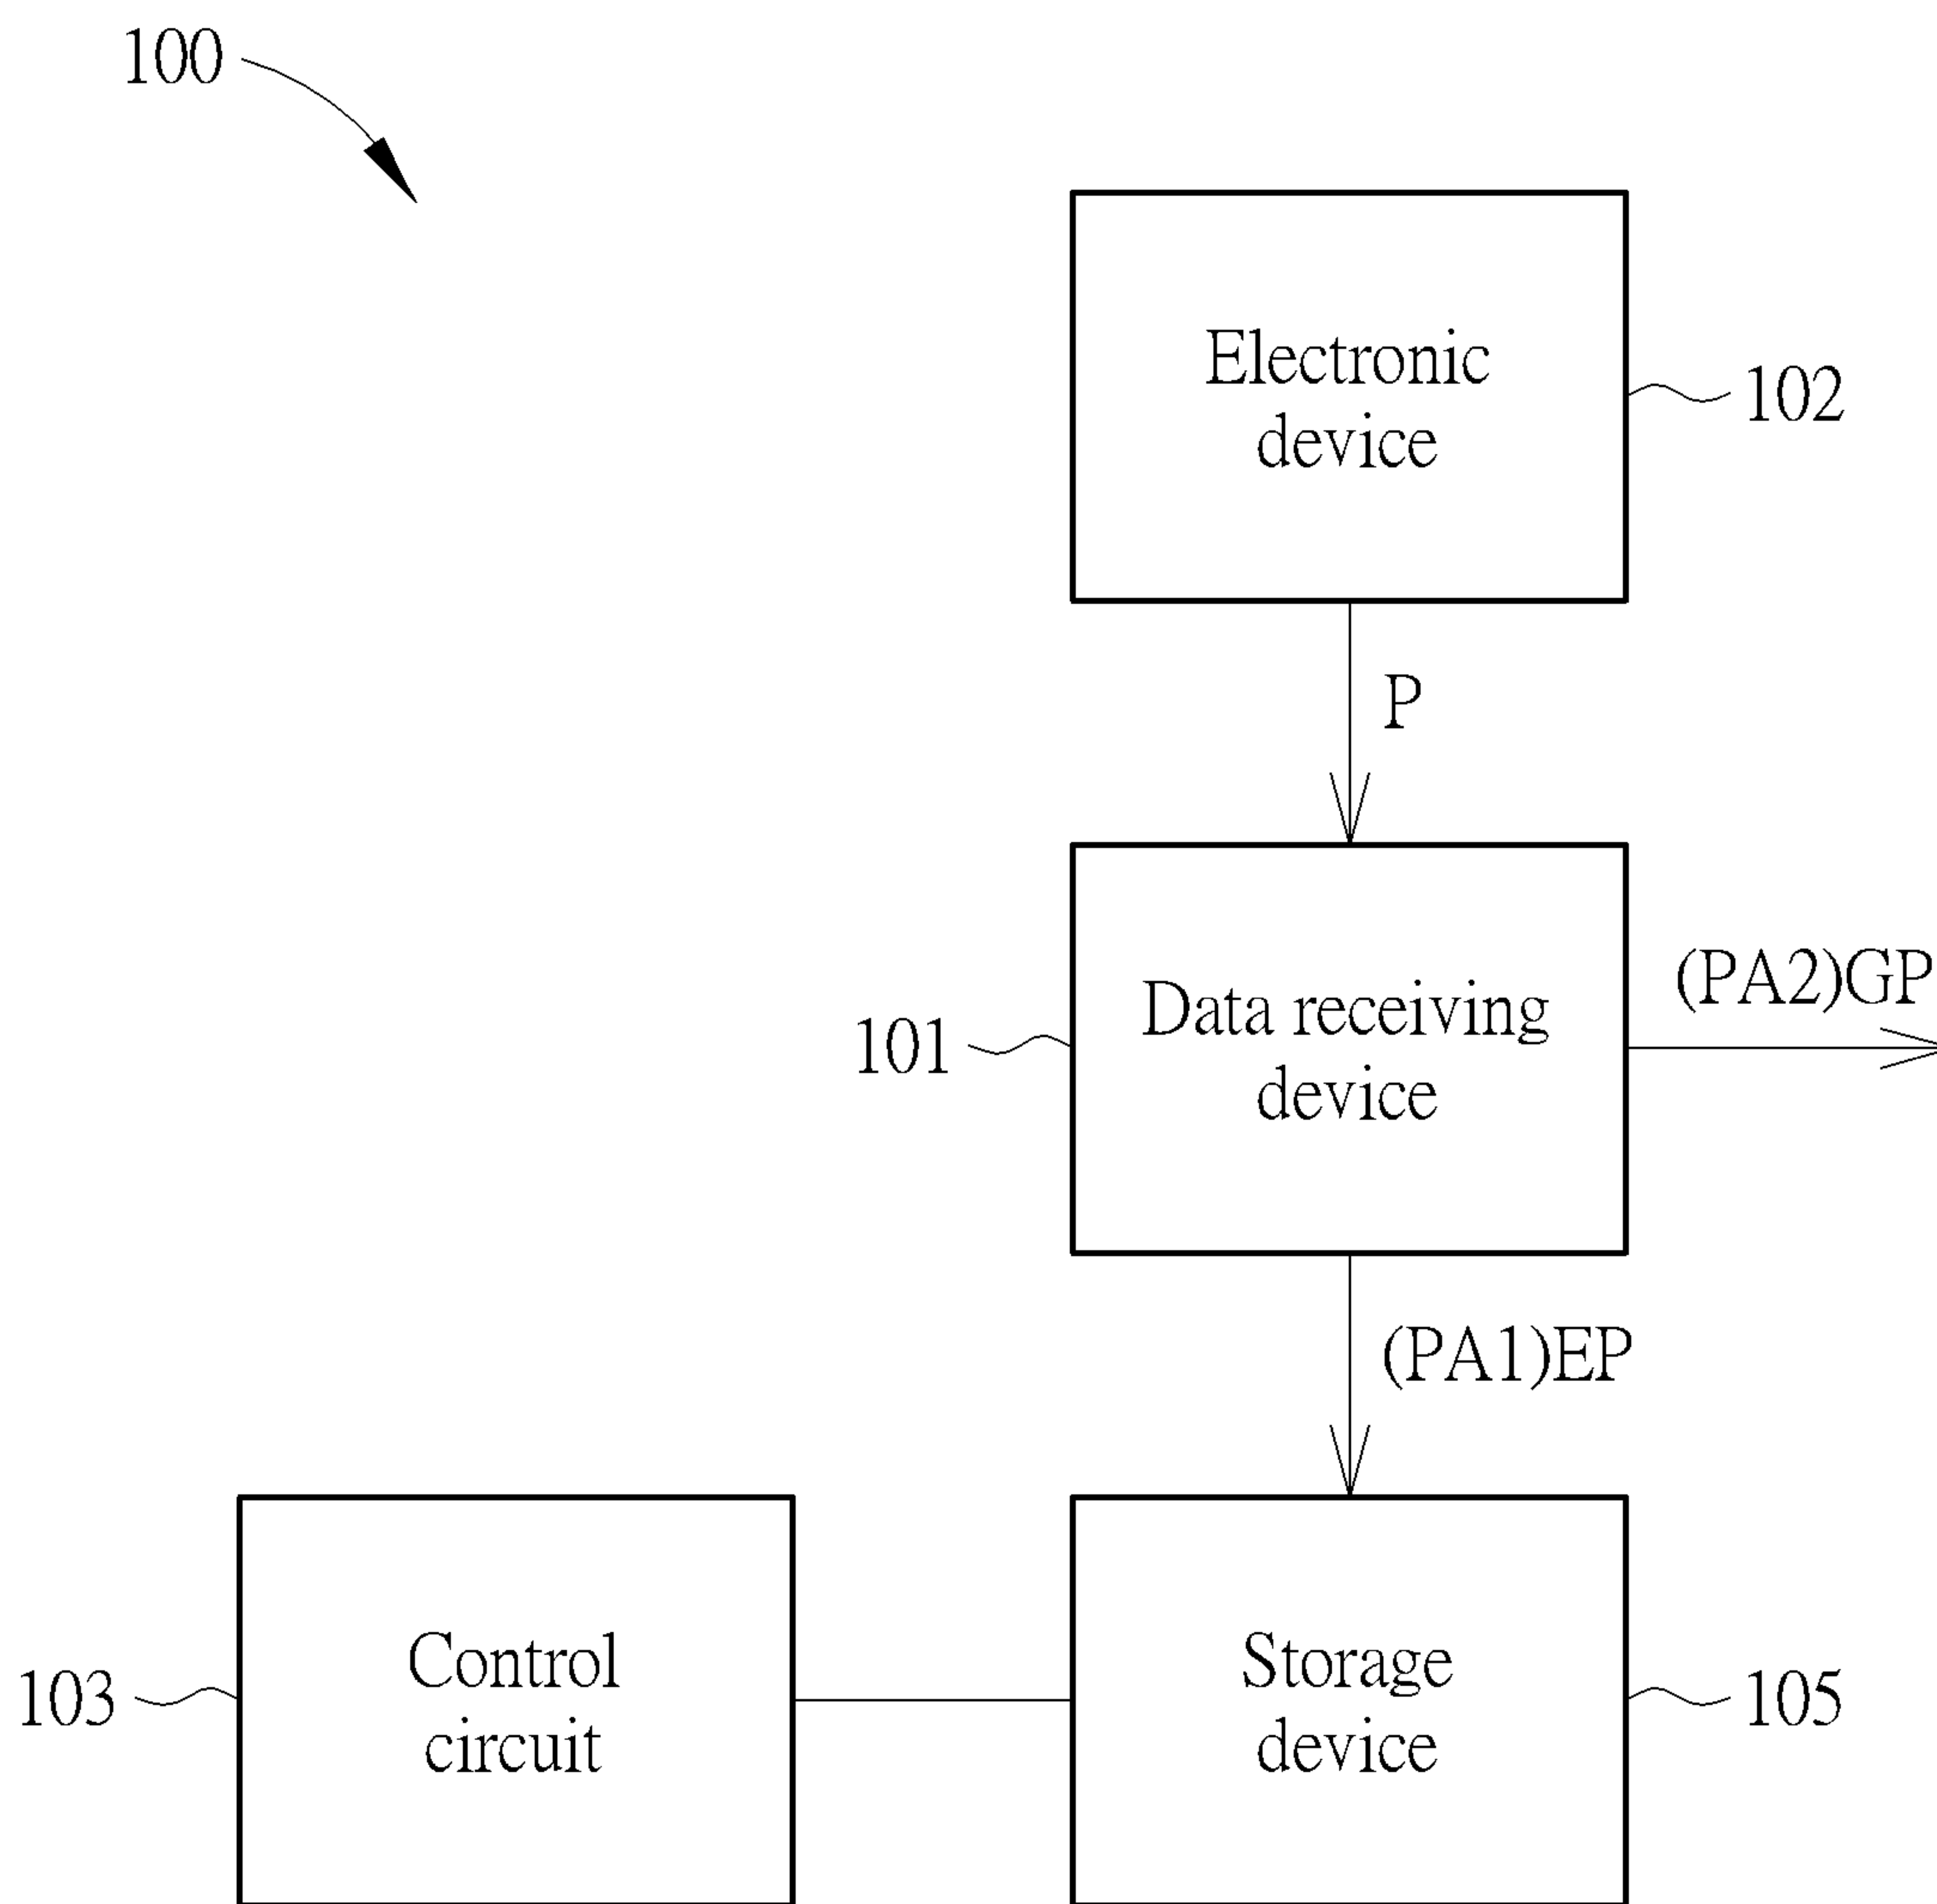 100
Electronic
device
102
P
Data receiving
device
101
(PA2)GP
(PA1)EP
Control
circuit
103
Storage
device
105